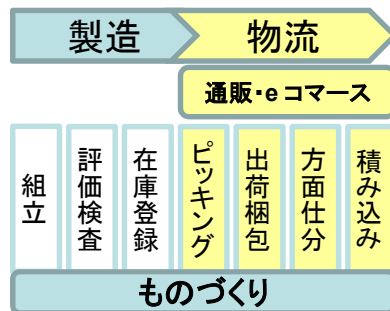 製造
物流
通販・eコマース
組立
評価検査
在庫登録
ピッキング
出荷梱包
方面仕分
積み込み
ものづくり